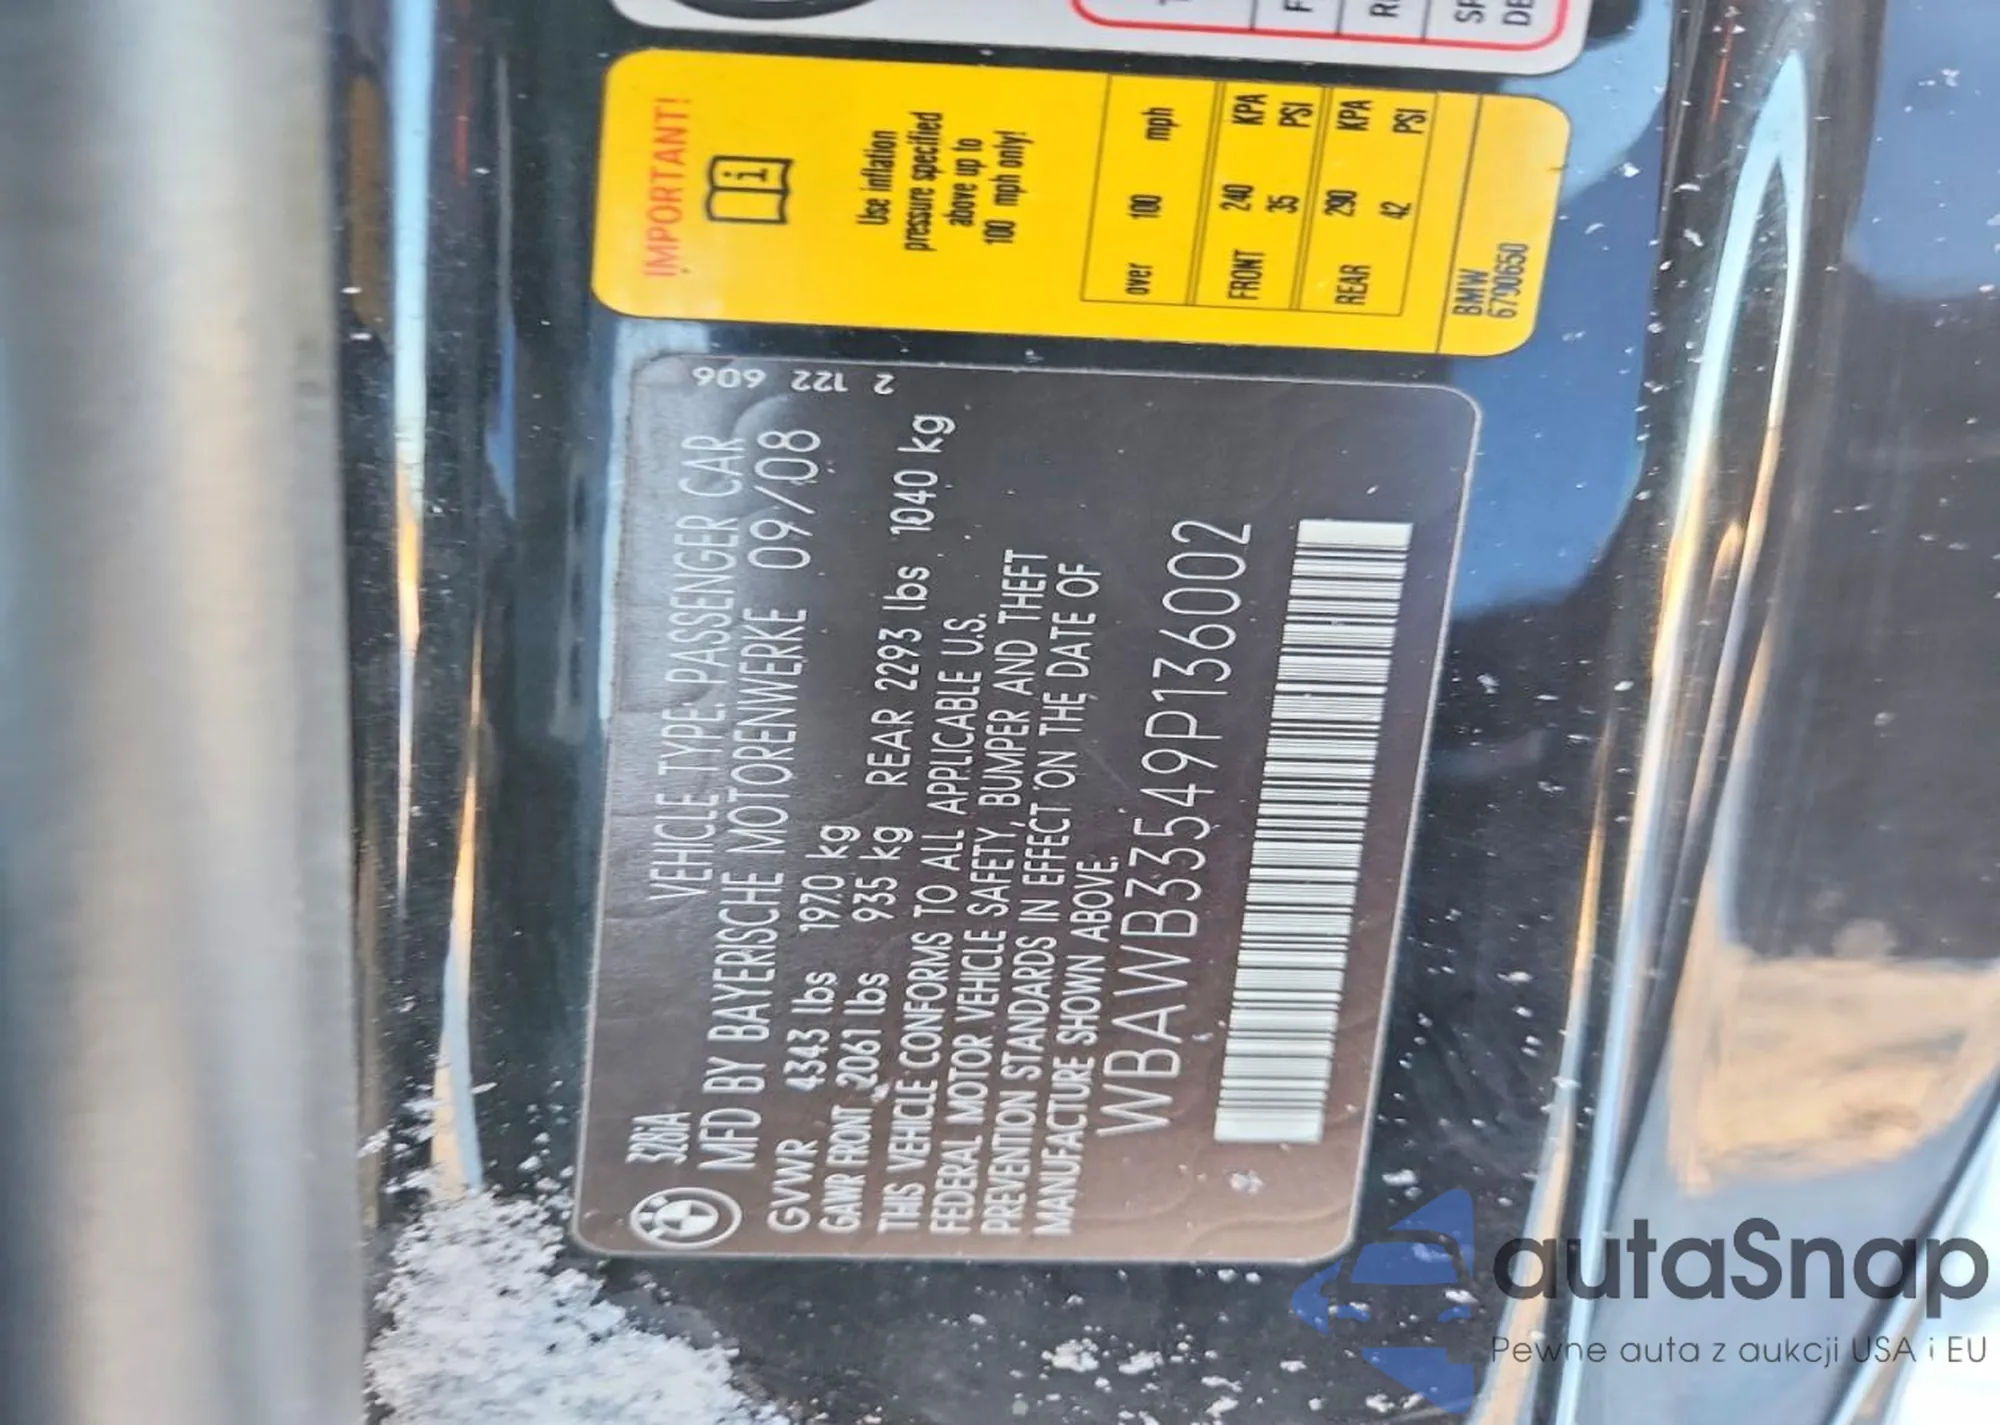 IMPORTANT!
Use inflation
pressure specified
above up to
100 mph only!
over 100 mph
FRONT 240 KPA
35 PSI
REAR 290 KPA
42 PSI
BMW
6790650
2 122 606
328iA
VEHICLE TYPE: PASSENGER CAR
MFD BY BAYERISCHE MOTORENWERKE 09/08
GVWR 4343 lbs 1970 kg
GAWR FRONT 2061 lbs 935 kg REAR 2293 lbs 1040 kg
THIS VEHICLE CONFORMS TO ALL APPLICABLE U.S.
FEDERAL MOTOR VEHICLE SAFETY, BUMPER AND THEFT
PREVENTION STANDARDS IN EFFECT ON THE DATE OF
MANUFACTURE SHOWN ABOVE.
WBAWB33549P136002
autaSnap
Pewne auta z aukcji USA i EU